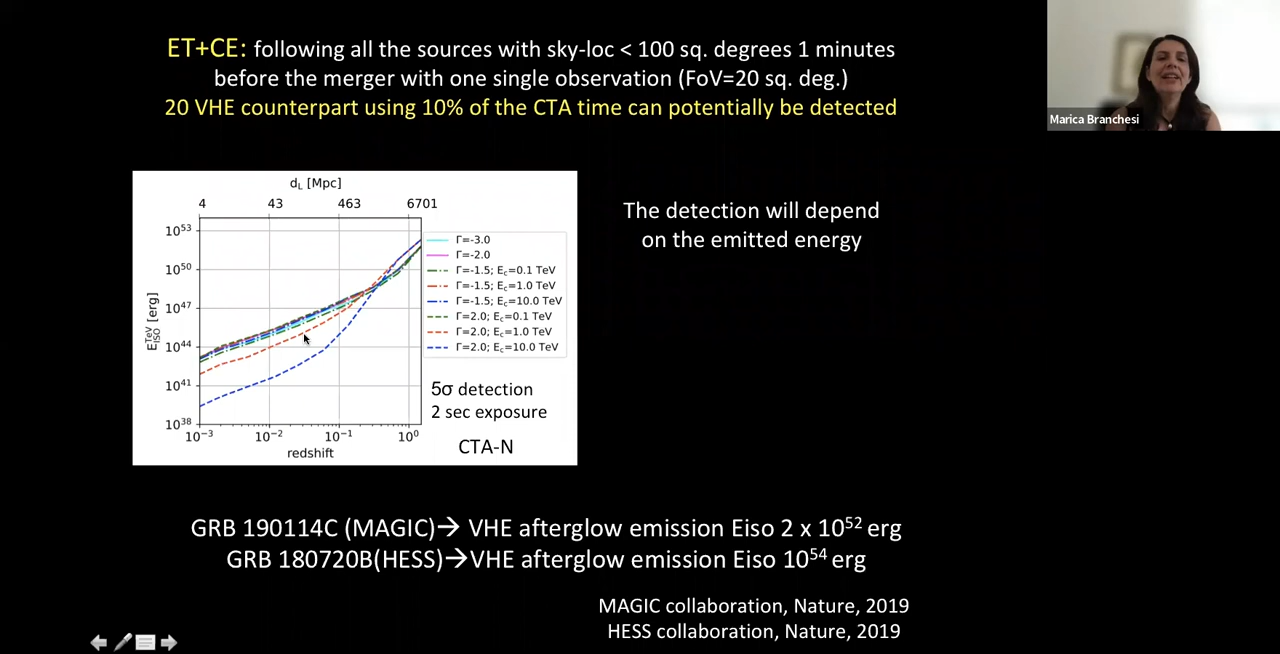 ET+CE: following all the sources with sky-loc < 100 sq. degrees 1 minutes
before the merger with one single observation (FoV=20 sq. deg.)
20 VHE counterpart using 10% of the CTA time can potentially be detected
Marica Branchesi
d_L [Mpc]
4 43 463 6701
10^53
10^50
10^47
10^44
10^41
10^38
E_ISO^TeV [erg]
10^-3 10^-2 10^-1 10^0
redshift
Γ=-3.0
Γ=-2.0
Γ=-1.5; E_c=0.1 TeV
Γ=-1.5; E_c=1.0 TeV
Γ=-1.5; E_c=10.0 TeV
Γ=2.0; E_c=0.1 TeV
Γ=2.0; E_c=1.0 TeV
Γ=2.0; E_c=10.0 TeV
5σ detection
2 sec exposure
CTA-N
The detection will depend
on the emitted energy
GRB 190114C (MAGIC)→ VHE afterglow emission Eiso 2 x 10^52 erg
GRB 180720B(HESS)→VHE afterglow emission Eiso 10^54 erg
MAGIC collaboration, Nature, 2019
HESS collaboration, Nature, 2019